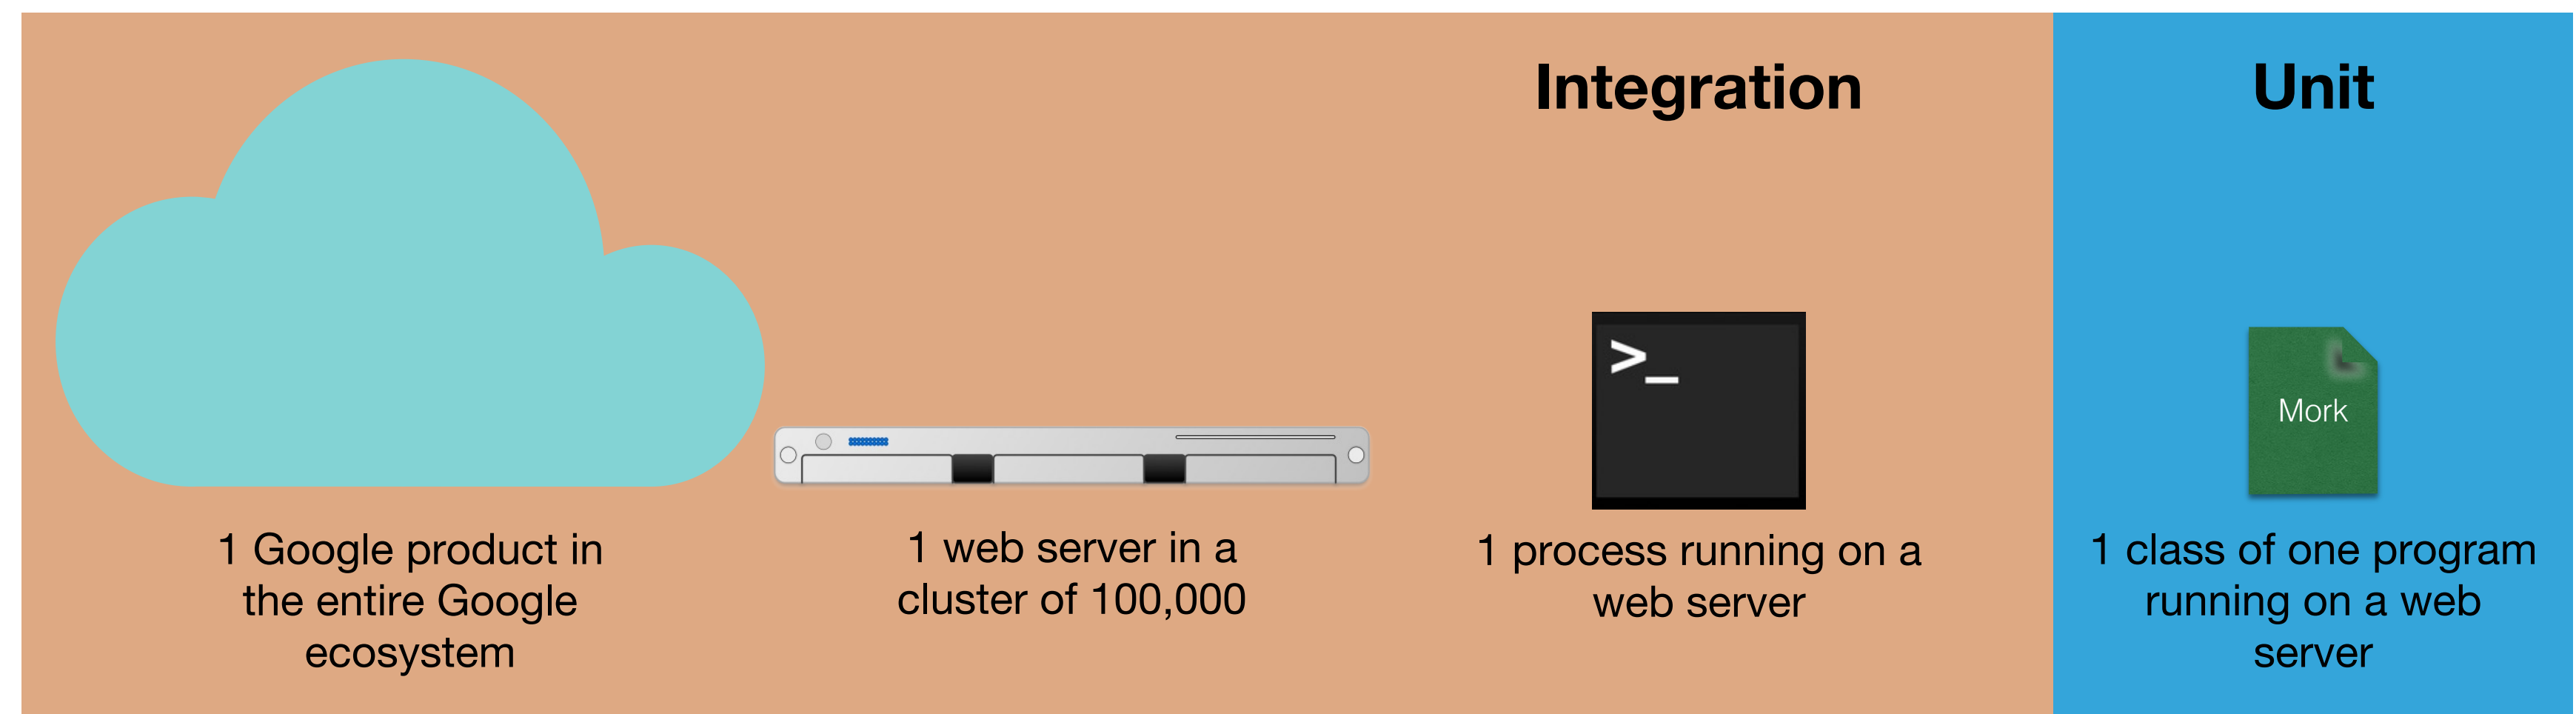 Integration
Unit
>_
Mork
1 Google product in
the entire Google
ecosystem
1 web server in a
cluster of 100,000
1 process running on a
web server
1 class of one program
running on a web
server